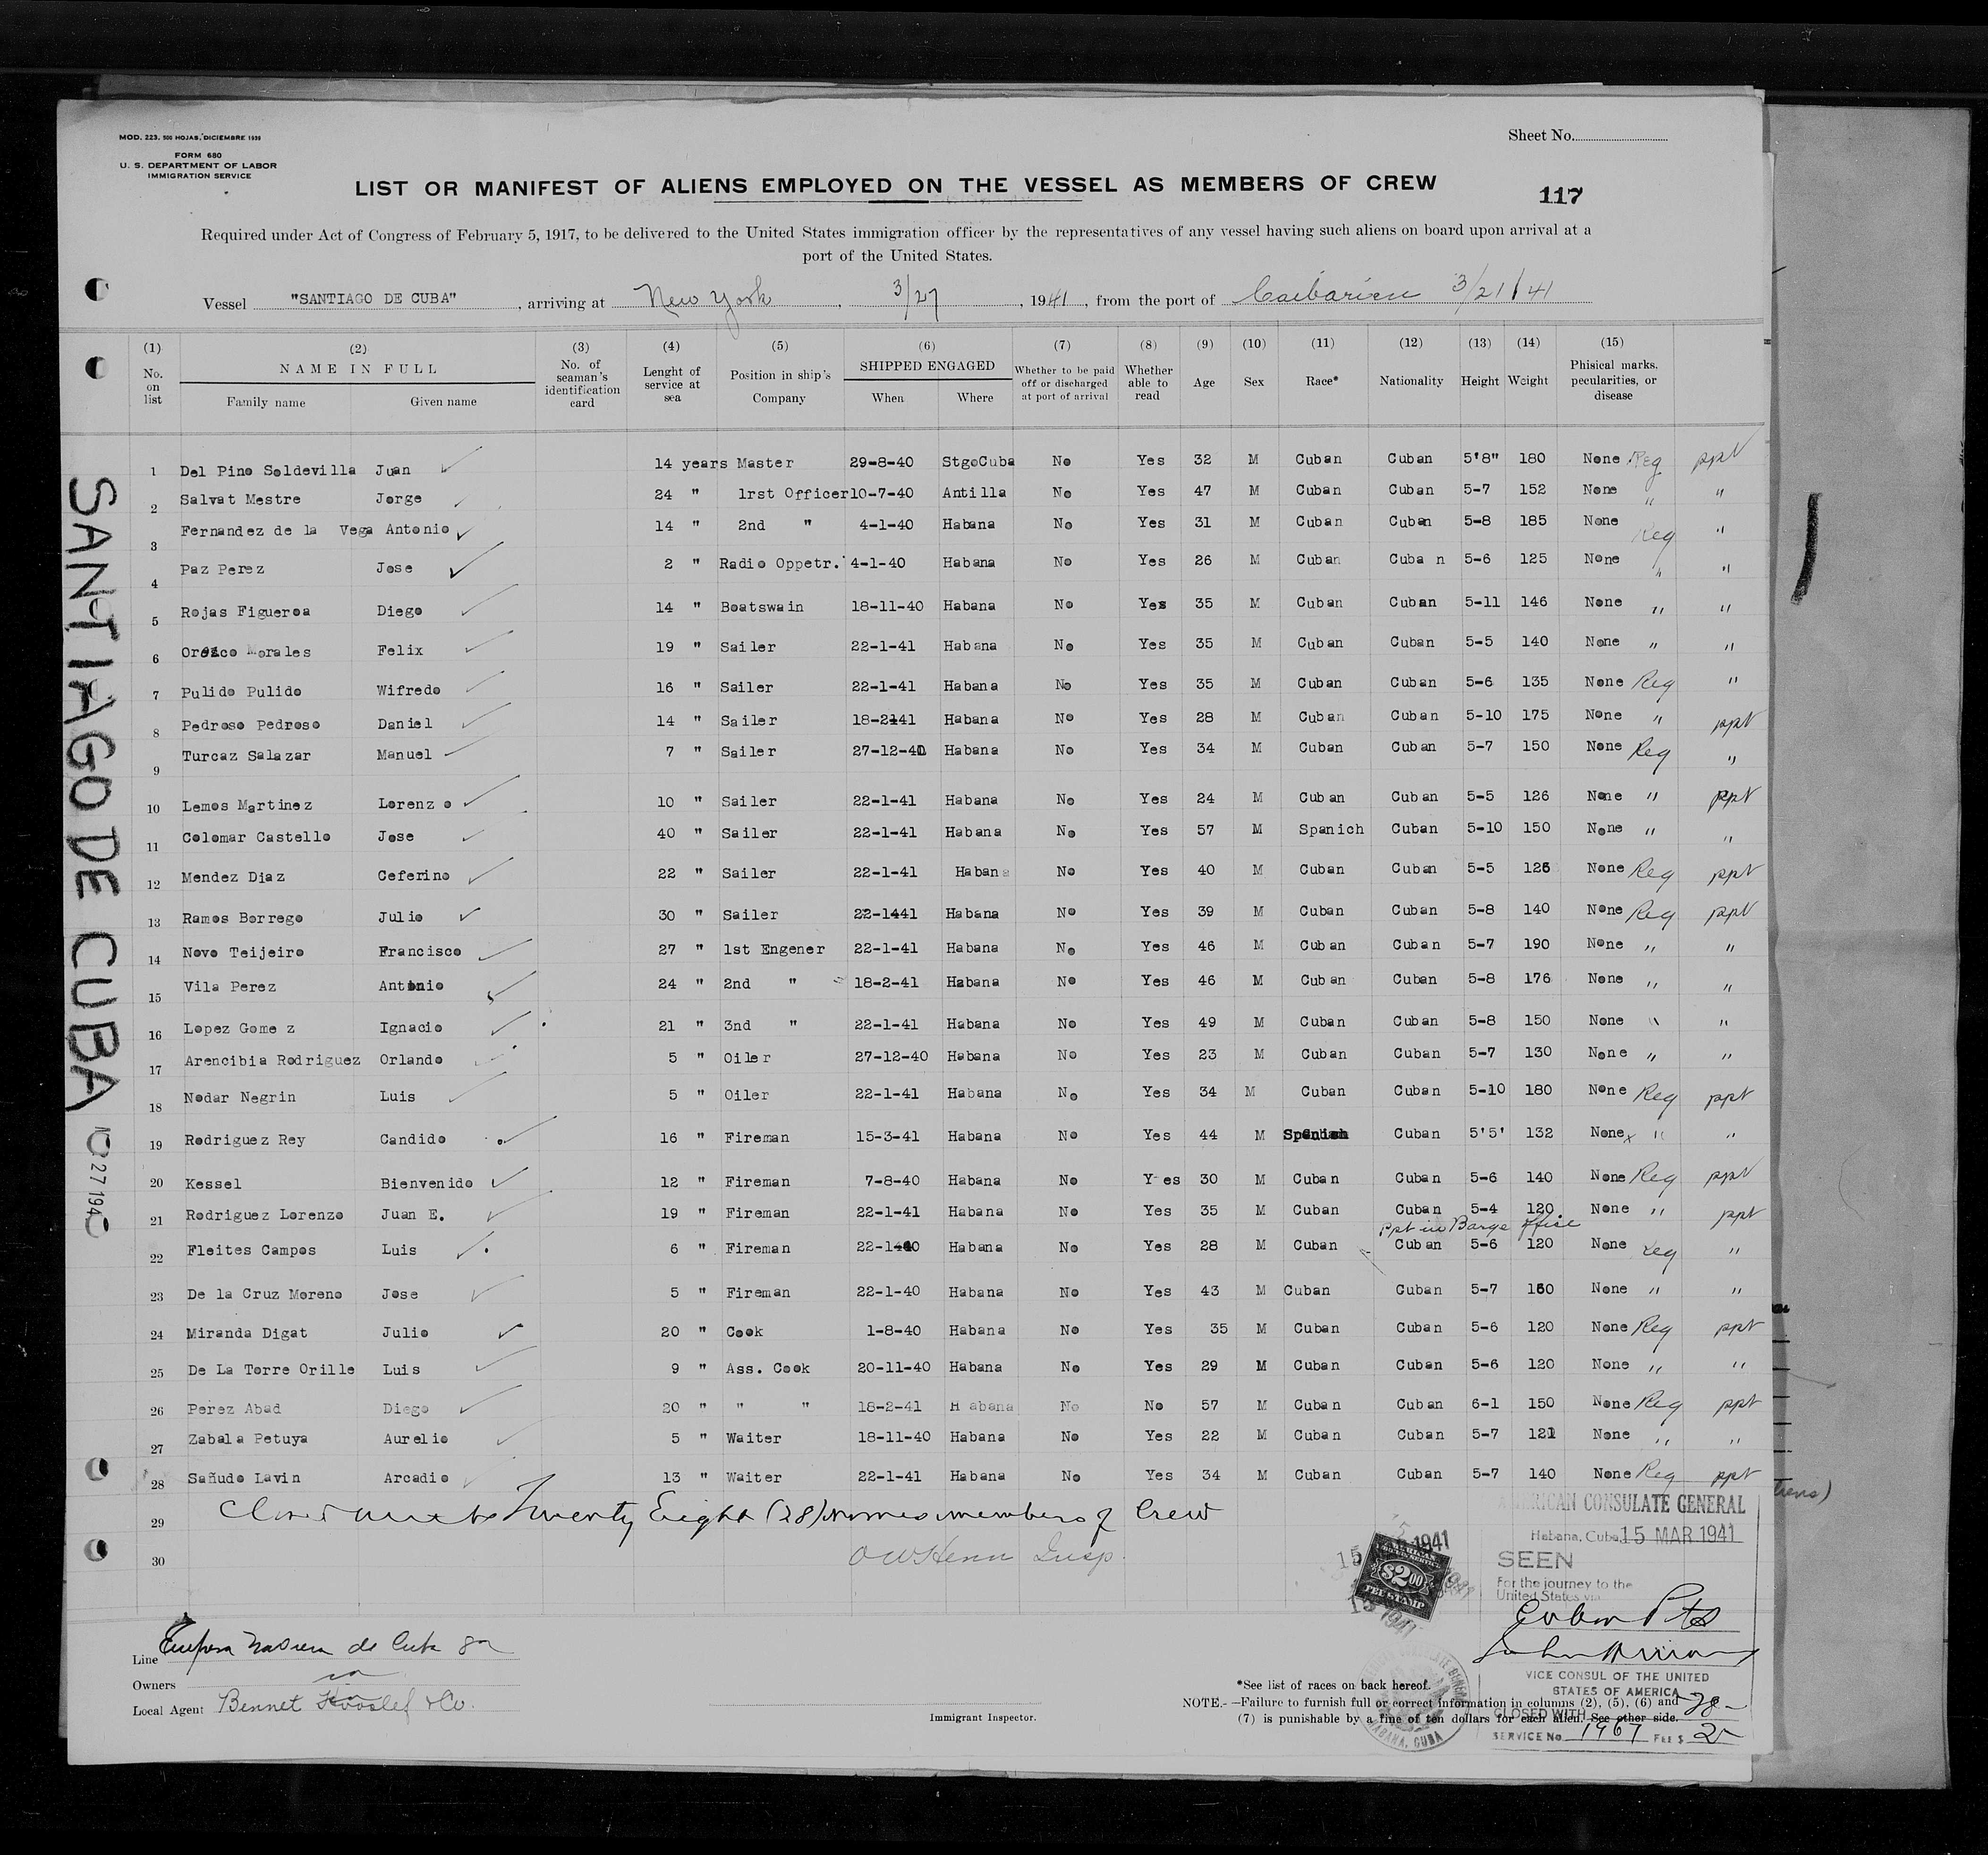 MOD. 223. 500 HOJAS, DICIEMBRE 1939
FORM 680
U. S. DEPARTMENT OF LABOR
IMMIGRATION SERVICE
Sheet No.
LIST OR MANIFEST OF ALIENS EMPLOYED ON THE VESSEL AS MEMBERS OF CREW
117
Required under Act of Congress of February 5, 1917, to be delivered to the United States immigration officer by the representatives of any vessel having such aliens on board upon arrival at a
port of the United States.
Vessel "SANTIAGO DE CUBA", arriving at New York, 3/27, 1941, from the port of Caibarien 3/21/41
(1) No. on list (2) NAME IN FULL Family name Given name (3) No. of seaman's identification card (4) Lenght of service at sea (5) Position in ship's Company (6) SHIPPED ENGAGED When Where (7) Whether to be paid off or discharged at port of arrival (8) Whether able to read (9) Age (10) Sex (11) Race* (12) Nationality (13) Height (14) Weight (15) Phisical marks, pecularities, or disease
1 Del Pino Soldevilla Juan 14 years Master 29-8-40 StgoCuba No Yes 32 M Cuban Cuban 5'8" 180 None Reg ppt
2 Salvat Mestre Jorge 24 " 1rst Officer 10-7-40 Antilla No Yes 47 M Cuban Cuban 5-7 152 None " "
3 Fernandez de la Vega Antonio 14 " 2nd " 4-1-40 Habana No Yes 31 M Cuban Cuban 5-8 185 None Reg "
4 Paz Perez Jose 2 " Radio Oppetr. 4-1-40 Habana No Yes 26 M Cuban Cuba n 5-6 125 None " "
5 Rojas Figueroa Diego 14 " Boatswain 18-11-40 Habana No Yes 35 M Cuban Cuban 5-11 146 None " "
6 Orozco Morales Felix 19 " Sailer 22-1-41 Habana No Yes 35 M Cuban Cuban 5-5 140 None " "
7 Pulido Pulido Wifredo 16 " Sailer 22-1-41 Habana No Yes 35 M Cuban Cuban 5-6 135 None Reg "
8 Pedroso Pedroso Daniel 14 " Sailer 18-2-41 Habana No Yes 28 M Cuban Cuban 5-10 175 None " ppt
9 Turcaz Salazar Manuel 7 " Sailer 27-12-40 Habana No Yes 34 M Cuban Cuban 5-7 150 None Reg "
10 Lemos Martinez Lorenzo 10 " Sailer 22-1-41 Habana No Yes 24 M Cuban Cuban 5-5 126 None " ppt
11 Colomar Castello Jose 40 " Sailer 22-1-41 Habana No Yes 57 M Spanich Cuban 5-10 150 None " "
12 Mendez Diaz Ceferino 22 " Sailer 22-1-41 Habana No Yes 40 M Cuban Cuban 5-5 126 None Reg ppt
13 Ramos Borrego Julio 30 " Sailer 22-1-41 Habana No Yes 39 M Cuban Cuban 5-8 140 None Reg ppt
14 Novo Teijeiro Francisco 27 " 1st Engener 22-1-41 Habana No Yes 46 M Cuban Cuban 5-7 190 None " "
15 Vila Perez Antonio 24 " 2nd " 18-2-41 Habana No Yes 46 M Cuban Cuban 5-8 176 None " "
16 Lopez Gome z Ignacio 21 " 3nd " 22-1-41 Habana No Yes 49 M Cuban Cuban 5-8 150 None " "
17 Arencibia Rodriguez Orlando 5 " Oiler 27-12-40 Habana No Yes 23 M Cuban Cuban 5-7 130 None " "
18 Nodar Negrin Luis 5 " Oiler 22-1-41 Habana No Yes 34 M Cuban Cuban 5-10 180 None Reg ppt
19 Rodriguez Rey Candido 16 " Fireman 15-3-41 Habana No Yes 44 M Spanish Cuban 5'5' 132 None x " "
20 Kessel Bienvenido 12 " Fireman 7-8-40 Habana No Yes 30 M Cuban Cuban 5-6 140 None Reg ppt
21 Rodriguez Lorenzo Juan E. 19 " Fireman 22-1-41 Habana No Yes 35 M Cuban Cuban 5-4 120 None " ppt
ppt in Barge office
22 Fleites Campos Luis 6 " Fireman 22-1-40 Habana No Yes 28 M Cuban Cuban 5-6 120 None Reg "
23 De la Cruz Moreno Jose 5 " Fireman 22-1-40 Habana No Yes 43 M Cuban Cuban 5-7 150 None " "
24 Miranda Digat Julio 20 " Cook 1-8-40 Habana No Yes 35 M Cuban Cuban 5-6 120 None Reg ppt
25 De La Torre Orille Luis 9 " Ass. Cook 20-11-40 Habana No Yes 29 M Cuban Cuban 5-6 120 None " "
26 Perez Abad Diego 20 " " " 18-2-41 Habana No No 57 M Cuban Cuban 6-1 150 None Reg ppt
27 Zabala Petuya Aurelio 5 " Waiter 18-11-40 Habana No Yes 22 M Cuban Cuban 5-7 121 None " "
28 Sañudo Lavin Arcadio 13 " Waiter 22-1-41 Habana No Yes 34 M Cuban Cuban 5-7 140 None Reg ppt
29 Twenty Eight (28) names members of Crew
30
Insp.
SANTIAGO DE CUBA
27 194
AMERICAN CONSULATE GENERAL
Habana, Cuba 15 MAR 1941
SEEN
For the journey to the
United States via
VICE CONSUL OF THE UNITED
STATES OF AMERICA
CLOSED WITH 28-
SERVICE No. 1967 FEE $ 2-
15 1941
AMERICAN
$2.00
FEE STAMP
HABANA, CUBA
Line Empresa Naviera de Cuba Sa
Owners
Local Agent Bennet & Co.
Immigrant Inspector.
*See list of races on back hereof.
NOTE.- —Failure to furnish full or correct information in columns (2), (5), (6) and
(7) is punishable by a fine of ten dollars for each alien. See other side.